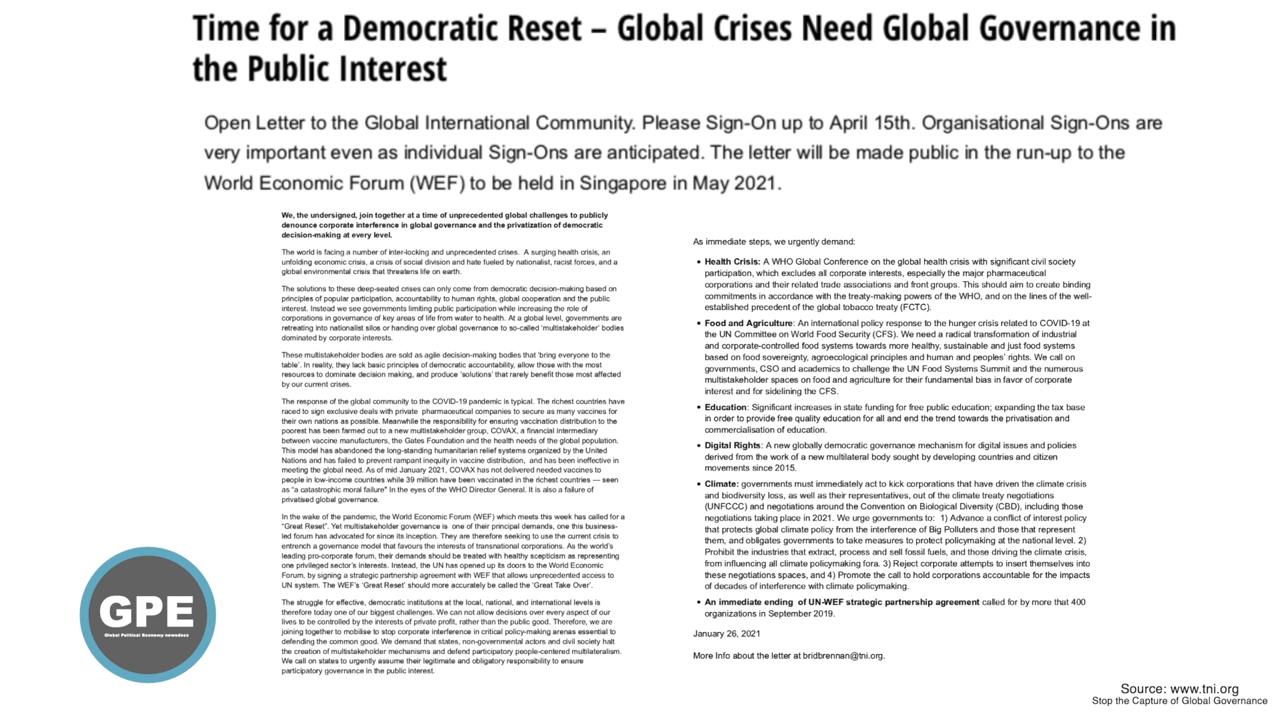 Time for a Democratic Reset – Global Crises Need Global Governance in
the Public Interest
Open Letter to the Global International Community. Please Sign-On up to April 15th. Organisational Sign-Ons are
very important even as individual Sign-Ons are anticipated. The letter will be made public in the run-up to the
World Economic Forum (WEF) to be held in Singapore in May 2021.
We, the undersigned, join together at a time of unprecedented global challenges to publicly
denounce corporate interference in global governance and the privatization of democratic
decision-making at every level.
The world is facing a number of inter-locking and unprecedented crises. A surging health crisis, an
unfolding economic crisis, a crisis of social division and hate fueled by nationalist, racist forces, and a
global environmental crisis that threatens life on earth.
The solutions to these deep-seated crises can only come from democratic decision-making based on
principles of popular participation, accountability to human rights, global cooperation and the public
interest. Instead we see governments limiting public participation while increasing the role of
corporations in governance of key areas of life from water to health. At a global level, governments are
retreating into nationalist silos or handing over global governance to so-called 'multistakeholder' bodies
dominated by corporate interests.
These multistakeholder bodies are sold as agile decision-making bodies that 'bring everyone to the
table'. In reality, they lack basic principles of democratic accountability, allow those with the most
resources to dominate decision making, and produce 'solutions' that rarely benefit those most affected
by our current crises.
The response of the global community to the COVID-19 pandemic is typical. The richest countries have
raced to sign exclusive deals with private pharmaceutical companies to secure as many vaccines for
their own nations as possible. Meanwhile the responsibility for ensuring vaccination distribution to the
poorest has been farmed out to a new multistakeholder group, COVAX, a financial intermediary
between vaccine manufacturers, the Gates Foundation and the health needs of the global population.
This model has abandoned the long-standing humanitarian relief systems organized by the United
Nations and has failed to prevent rampant inequity in vaccine distribution, and has been ineffective in
meeting the global need. As of mid January 2021, COVAX has not delivered needed vaccines to
people in low-income countries while 39 million have been vaccinated in the richest countries — seen
as “a catastrophic moral failure" In the eyes of the WHO Director General. It is also a failure of
privatised global governance.
In the wake of the pandemic, the World Economic Forum (WEF) which meets this week has called for a
“Great Reset”. Yet multistakeholder governance is one of their principal demands, one this business-
led forum has advocated for since its inception. They are therefore seeking to use the current crisis to
entrench a governance model that favours the interests of transnational corporations. As the world's
leading pro-corporate forum, their demands should be treated with healthy scepticism as representing
one privileged sector's interests. Instead, the UN has opened up its doors to the World Economic
Forum, by signing a strategic partnership agreement with WEF that allows unprecedented access to
UN system. The WEF's 'Great Reset' should more accurately be called the 'Great Take Over'.
The struggle for effective, democratic institutions at the local, national, and international levels is
therefore today one of our biggest challenges. We can not allow decisions over every aspect of our
lives to be controlled by the interests of private profit, rather than the public good. Therefore, we are
joining together to mobilise to stop corporate interference in critical policy-making arenas essential to
defending the common good. We demand that states, non-governmental actors and civil society halt
the creation of multistakeholder mechanisms and defend participatory people-centered multilateralism.
We call on states to urgently assume their legitimate and obligatory responsibility to ensure
participatory governance in the public interest.
As immediate steps, we urgently demand:
• Health Crisis: A WHO Global Conference on the global health crisis with significant civil society
participation, which excludes all corporate interests, especially the major pharmaceutical
corporations and their related trade associations and front groups. This should aim to create binding
commitments in accordance with the treaty-making powers of the WHO, and on the lines of the well-
established precedent of the global tobacco treaty (FCTC).
• Food and Agriculture: An international policy response to the hunger crisis related to COVID-19 at
the UN Committee on World Food Security (CFS). We need a radical transformation of industrial
and corporate-controlled food systems towards more healthy, sustainable and just food systems
based on food sovereignty, agroecological principles and human and peoples' rights. We call on
governments, CSO and academics to challenge the UN Food Systems Summit and the numerous
multistakeholder spaces on food and agriculture for their fundamental bias in favor of corporate
interest and for sidelining the CFS.
• Education: Significant increases in state funding for free public education; expanding the tax base
in order to provide free quality education for all and end the trend towards the privatisation and
commercialisation of education.
• Digital Rights: A new globally democratic governance mechanism for digital issues and policies
derived from the work of a new multilateral body sought by developing countries and citizen
movements since 2015.
• Climate: governments must immediately act to kick corporations that have driven the climate crisis
and biodiversity loss, as well as their representatives, out of the climate treaty negotiations
(UNFCCC) and negotiations around the Convention on Biological Diversity (CBD), including those
negotiations taking place in 2021. We urge governments to: 1) Advance a conflict of interest policy
that protects global climate policy from the interference of Big Polluters and those that represent
them, and obligates governments to take measures to protect policymaking at the national level. 2)
Prohibit the industries that extract, process and sell fossil fuels, and those driving the climate crisis,
from influencing all climate policymaking fora. 3) Reject corporate attempts to insert themselves into
these negotiation spaces, and 4) Promote the call to hold corporations accountable for the impacts
of decades of interference with climate policymaking.
• An immediate ending of UN-WEF strategic partnership agreement called for by more that 400
organizations in September 2019.
January 26, 2021
More Info about the letter at bridbrennan@tni.org.
GPE
Global Political Economy newsdocs
Source: www.tni.org
Stop the Capture of Global Governance